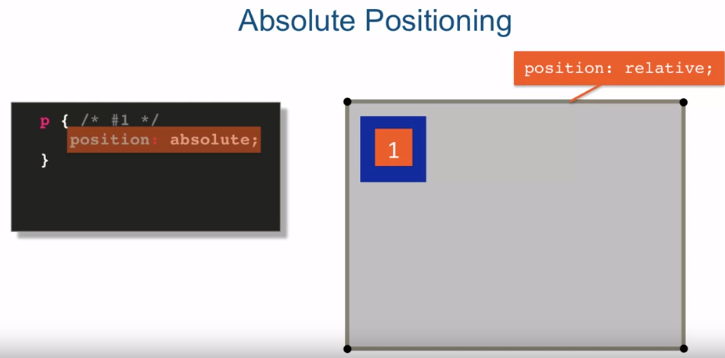 Absolute Positioning
position: relative;
p { /* #1 */
position: absolute;
}
1